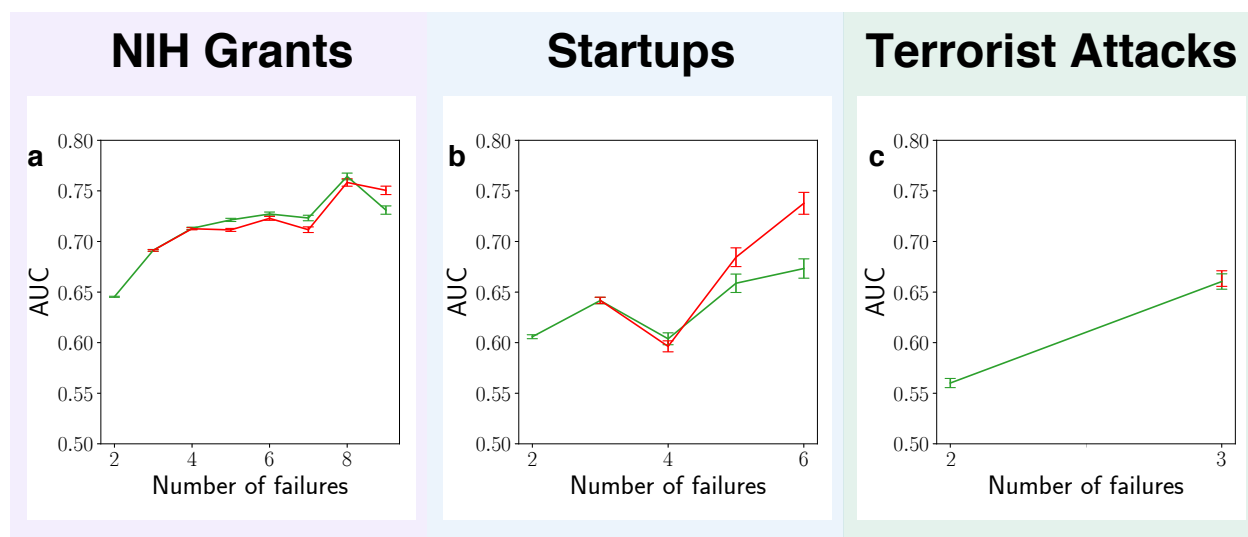 NIH Grants
Startups
Terrorist Attacks
a
0.80
0.75
0.70
0.65
0.60
0.55
0.50
AUC
2
4
6
8
Number of failures
b
0.80
0.75
0.70
0.65
0.60
0.55
0.50
AUC
2
4
6
Number of failures
c
0.80
0.75
0.70
0.65
0.60
0.55
0.50
AUC
2
3
Number of failures